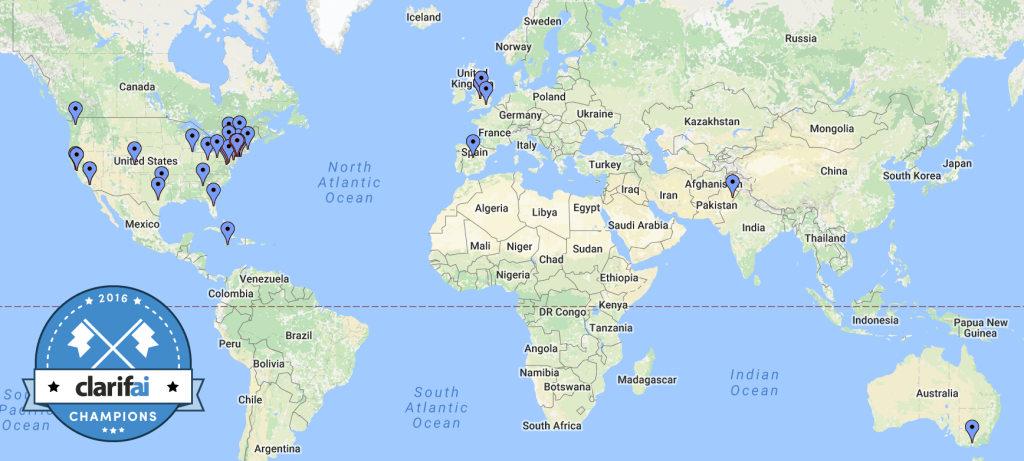 Iceland
Sweden
Norway
Russia
Canada
United
Kingdom
Poland
Germany
Ukraine
Kazakhstan
Mongolia
France
Italy
Spain
Turkey
United States
North
Atlantic
Ocean
China
Japan
South Korea
Iraq
Iran
Afghanistan
Pakistan
Mexico
Algeria
Libya
Egypt
Saudi Arabia
India
Thailand
Mali
Niger
Chad
Sudan
Nigeria
Ethiopia
Venezuela
Colombia
Kenya
DR Congo
Tanzania
Indonesia
Papua New
Guinea
Peru
Brazil
Bolivia
Angola
Namibia
Botswana
Madagascar
Indian
Ocean
Australia
Chile
South
Atlantic
Ocean
South Africa
Argentina
Sou
Pacific
Ocean
2016
clarifai
CHAMPIONS